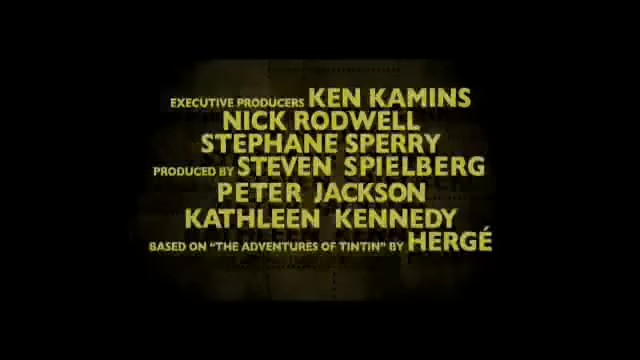 EXECUTIVE PRODUCERS KEN KAMINS
NICK RODWELL
STEPHANE SPERRY
PRODUCED BY STEVEN SPIELBERG
PETER JACKSON
KATHLEEN KENNEDY
BASED ON "THE ADVENTURES OF TINTIN" BY HERGÉ